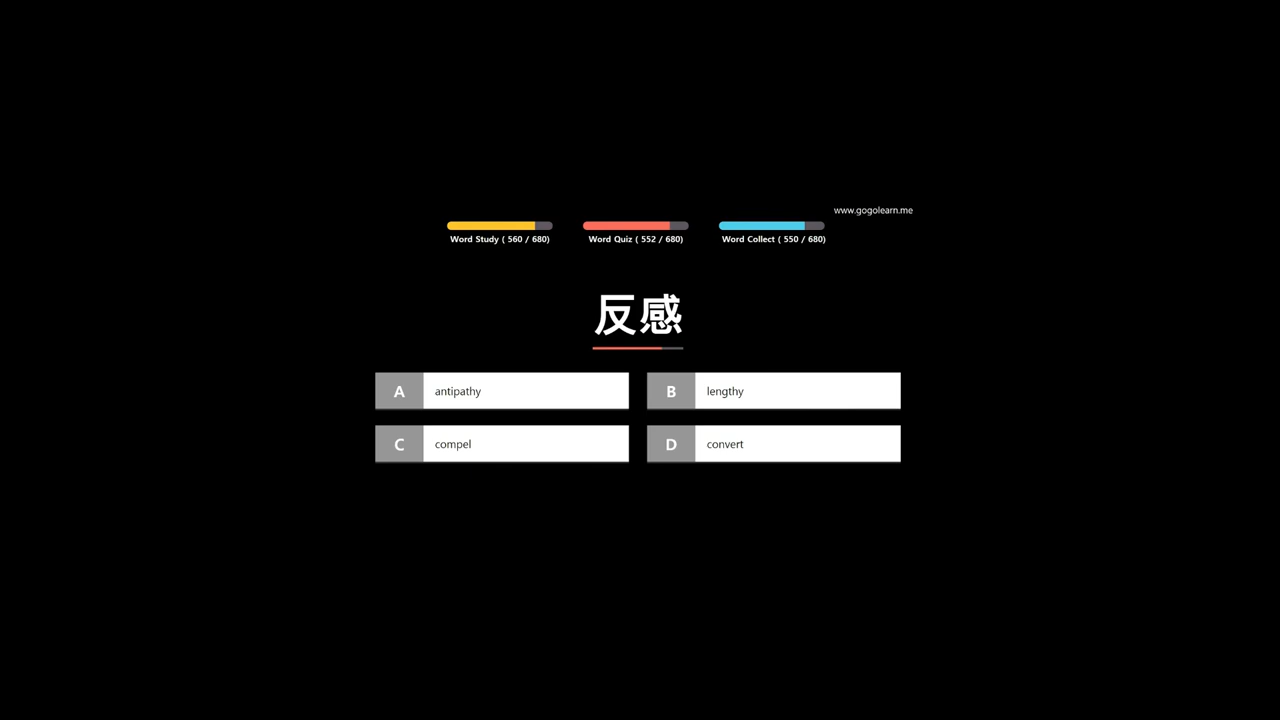 www.gogolearn.me
Word Study ( 560 / 680)
Word Quiz ( 552 / 680)
Word Collect ( 550 / 680)
反感
A antipathy
B lengthy
C compel
D convert